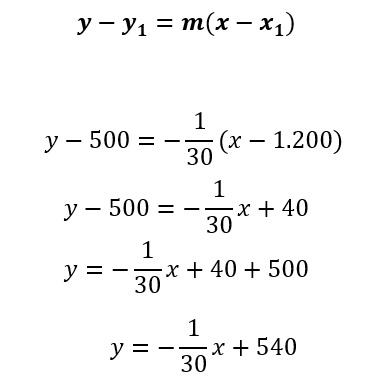 y − y₁ = m(x − x₁)
y − 500 = −1/30 (x − 1.200)
y − 500 = −1/30 x + 40
y = −1/30 x + 40 + 500
y = −1/30 x + 540